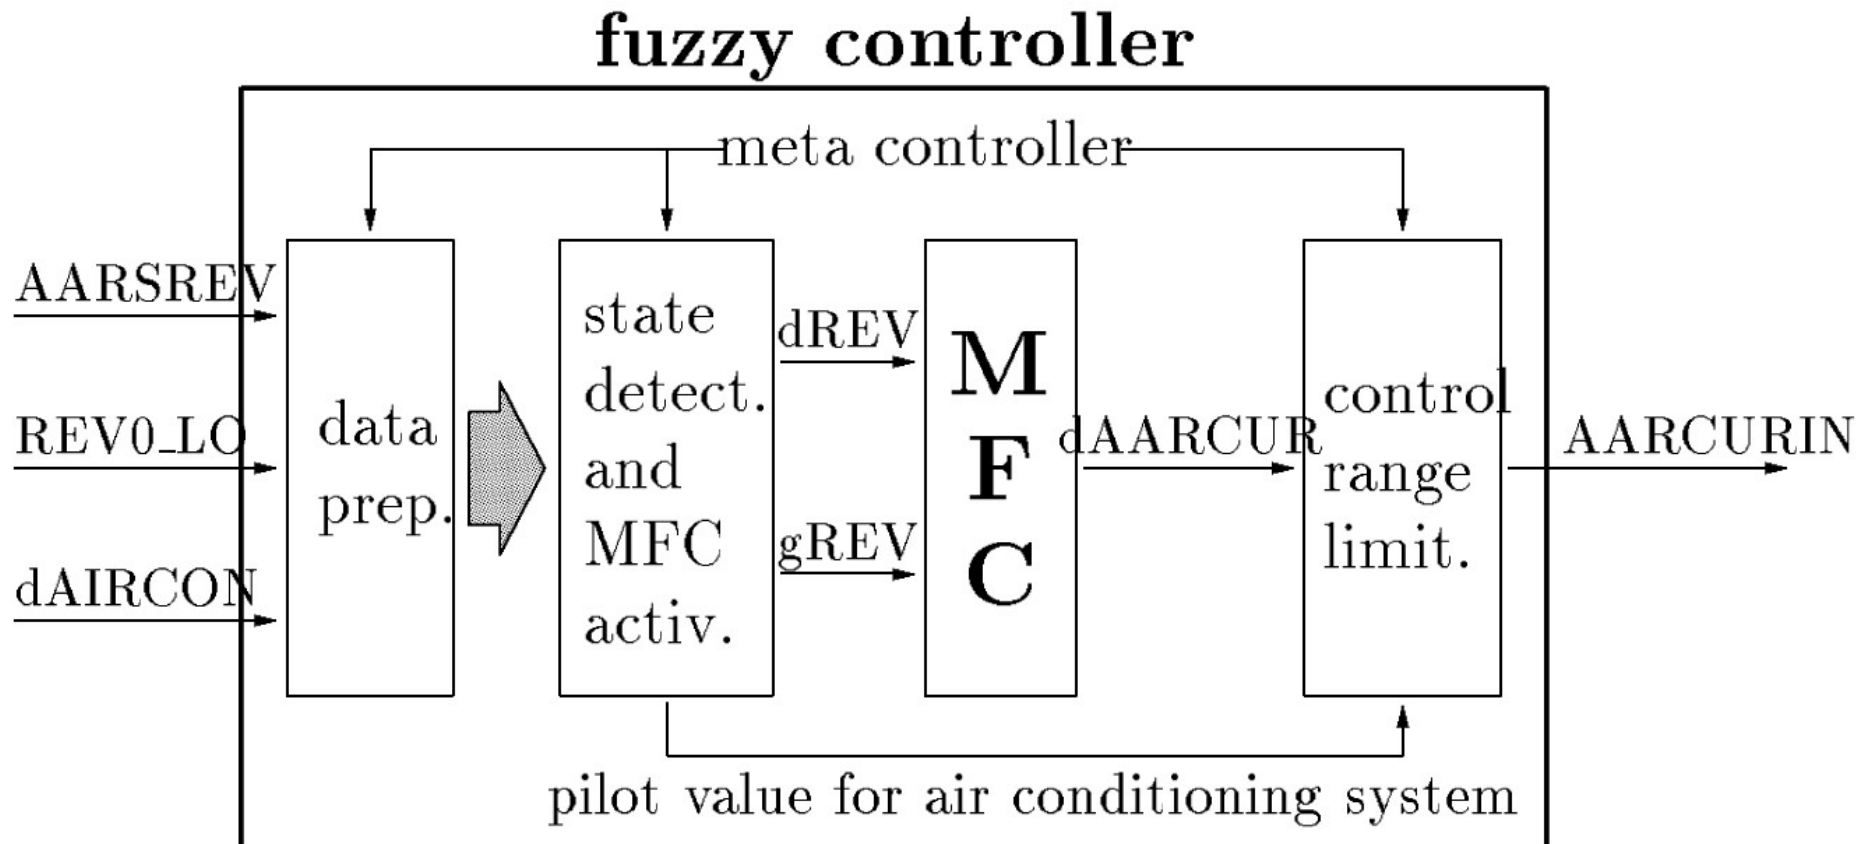 fuzzy controller
meta controller
AARSREV
REV0_LO
dAIRCON
data
prep.
state
detect.
and
MFC
activ.
dREV
gREV
M
F
C
dAARCUR
control
range
limit.
AARCURIN
pilot value for air conditioning system